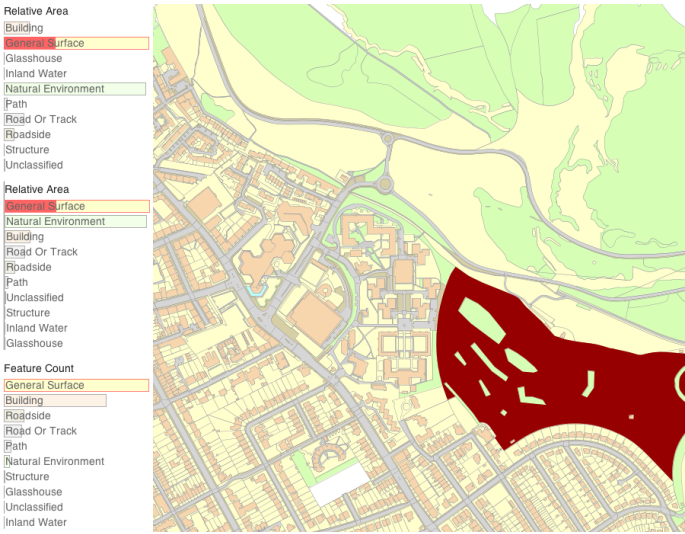 Relative Area
Building
General Surface
Glasshouse
Inland Water
Natural Environment
Path
Road Or Track
Roadside
Structure
Unclassified
Relative Area
General Surface
Natural Environment
Building
Road Or Track
Roadside
Path
Unclassified
Structure
Inland Water
Glasshouse
Feature Count
General Surface
Building
Roadside
Road Or Track
Path
Natural Environment
Structure
Glasshouse
Unclassified
Inland Water